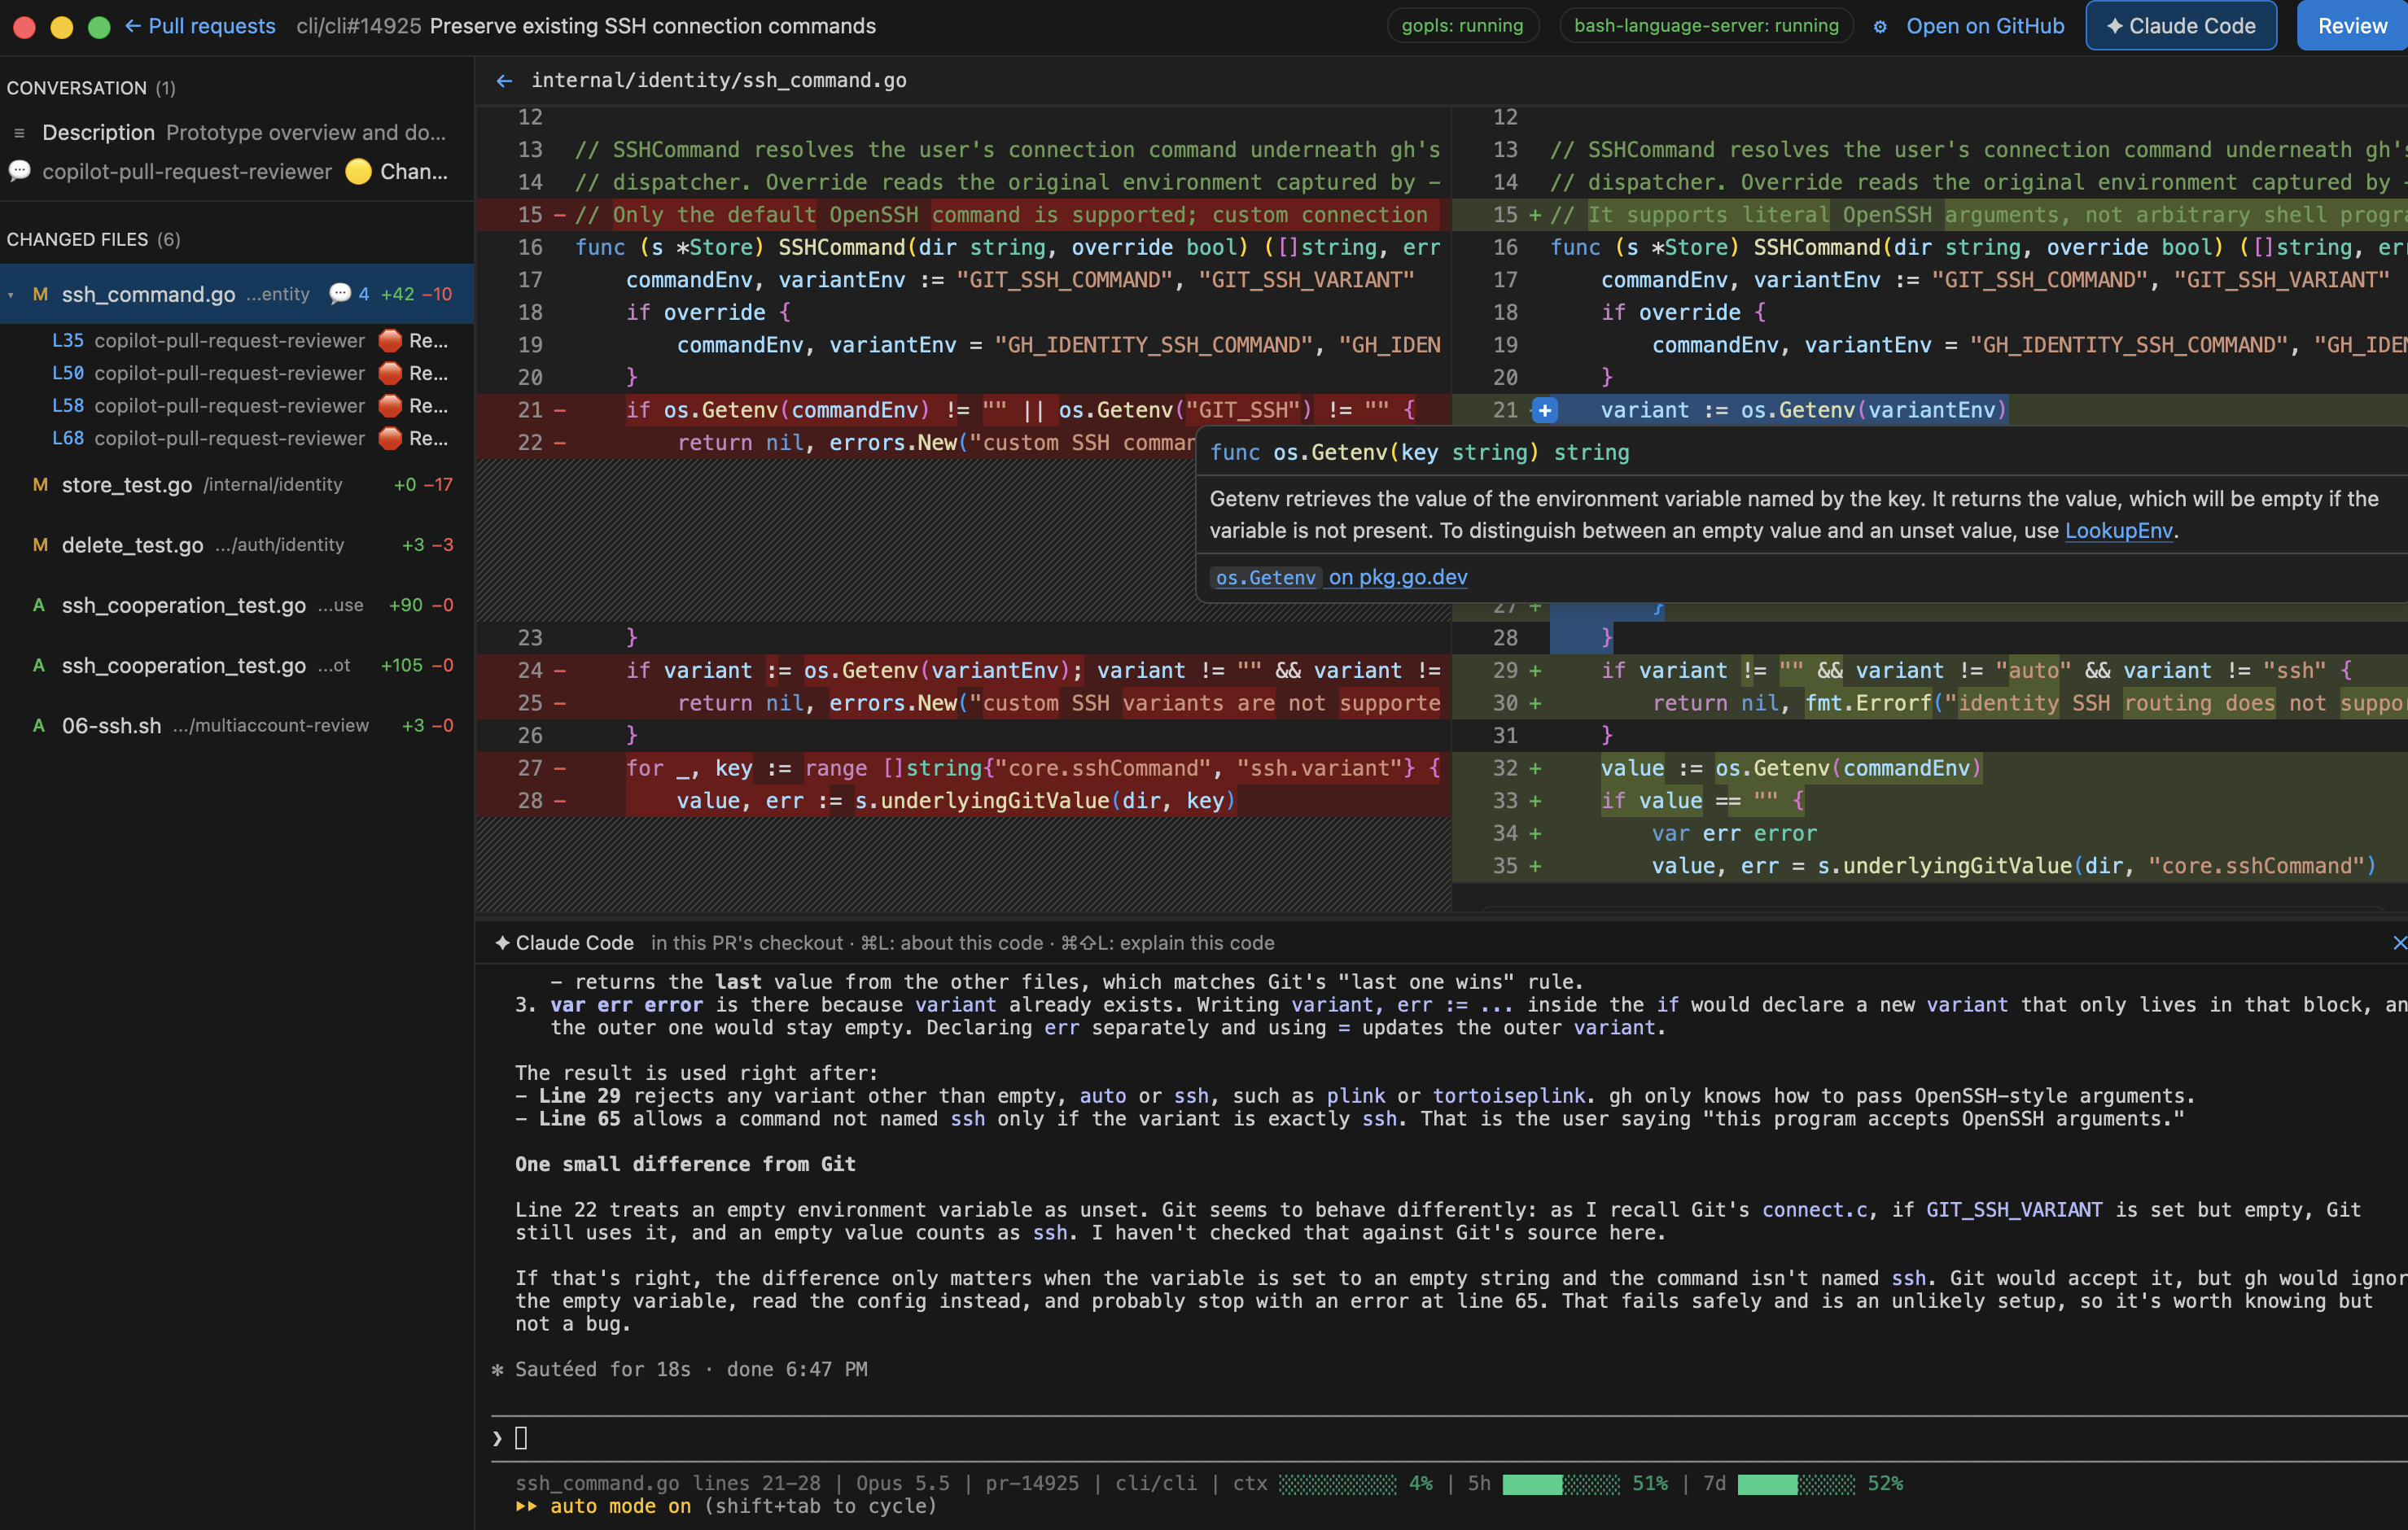 ← Pull requests cli/cli#14925 Preserve existing SSH connection commands gopls: running bash-language-server: running ⚙ Open on GitHub ✦ Claude Code Review
CONVERSATION (1)
≡ Description Prototype overview and do...
💬 copilot-pull-request-reviewer 🟡 Chan...
CHANGED FILES (6)
▾ M ssh_command.go ...entity 💬 4 +42 −10
L35 copilot-pull-request-reviewer 🛑 Re...
L50 copilot-pull-request-reviewer 🛑 Re...
L58 copilot-pull-request-reviewer 🛑 Re...
L68 copilot-pull-request-reviewer 🛑 Re...
M store_test.go /internal/identity +0 −17
M delete_test.go .../auth/identity +3 −3
A ssh_cooperation_test.go ...use +90 −0
A ssh_cooperation_test.go ...ot +105 −0
A 06-ssh.sh .../multiaccount-review +3 −0
← internal/identity/ssh_command.go
12
13 // SSHCommand resolves the user's connection command underneath gh's
14 // dispatcher. Override reads the original environment captured by −
15 − // Only the default OpenSSH command is supported; custom connection
16 func (s *Store) SSHCommand(dir string, override bool) ([]string, err
17 commandEnv, variantEnv := "GIT_SSH_COMMAND", "GIT_SSH_VARIANT"
18 if override {
19 commandEnv, variantEnv = "GH_IDENTITY_SSH_COMMAND", "GH_IDEN
20 }
21 − if os.Getenv(commandEnv) != "" || os.Getenv("GIT_SSH") != "" {
22 − return nil, errors.New("custom SSH comman
23 }
24 − if variant := os.Getenv(variantEnv); variant != "" && variant !=
25 − return nil, errors.New("custom SSH variants are not supporte
26 }
27 − for _, key := range []string{"core.sshCommand", "ssh.variant"} {
28 − value, err := s.underlyingGitValue(dir, key)
12
13 // SSHCommand resolves the user's connection command underneath gh's
14 // dispatcher. Override reads the original environment captured by -
15 + // It supports literal OpenSSH arguments, not arbitrary shell progra
16 func (s *Store) SSHCommand(dir string, override bool) ([]string, err
17 commandEnv, variantEnv := "GIT_SSH_COMMAND", "GIT_SSH_VARIANT"
18 if override {
19 commandEnv, variantEnv = "GH_IDENTITY_SSH_COMMAND", "GH_IDEN
20 }
21 + variant := os.Getenv(variantEnv)
func os.Getenv(key string) string
Getenv retrieves the value of the environment variable named by the key. It returns the value, which will be empty if the
variable is not present. To distinguish between an empty value and an unset value, use LookupEnv.
os.Getenv on pkg.go.dev
27 + }
28 }
29 + if variant != "" && variant != "auto" && variant != "ssh" {
30 + return nil, fmt.Errorf("identity SSH routing does not suppor
31 }
32 + value := os.Getenv(commandEnv)
33 + if value == "" {
34 + var err error
35 + value, err = s.underlyingGitValue(dir, "core.sshCommand")
✦ Claude Code in this PR's checkout · ⌘L: about this code · ⌘⇧L: explain this code
− returns the last value from the other files, which matches Git's "last one wins" rule.
3. var err error is there because variant already exists. Writing variant, err := ... inside the if would declare a new variant that only lives in that block, an
the outer one would stay empty. Declaring err separately and using = updates the outer variant.
The result is used right after:
− Line 29 rejects any variant other than empty, auto or ssh, such as plink or tortoiseplink. gh only knows how to pass OpenSSH-style arguments.
− Line 65 allows a command not named ssh only if the variant is exactly ssh. That is the user saying "this program accepts OpenSSH arguments."
One small difference from Git
Line 22 treats an empty environment variable as unset. Git seems to behave differently: as I recall Git's connect.c, if GIT_SSH_VARIANT is set but empty, Git
still uses it, and an empty value counts as ssh. I haven't checked that against Git's source here.
If that's right, the difference only matters when the variable is set to an empty string and the command isn't named ssh. Git would accept it, but gh would ignor
the empty variable, read the config instead, and probably stop with an error at line 65. That fails safely and is an unlikely setup, so it's worth knowing but
not a bug.
✻ Sautéed for 18s · done 6:47 PM
❯
ssh_command.go lines 21-28 | Opus 5.5 | pr-14925 | cli/cli | ctx 4% | 5h 51% | 7d 52%
⏵⏵ auto mode on (shift+tab to cycle)